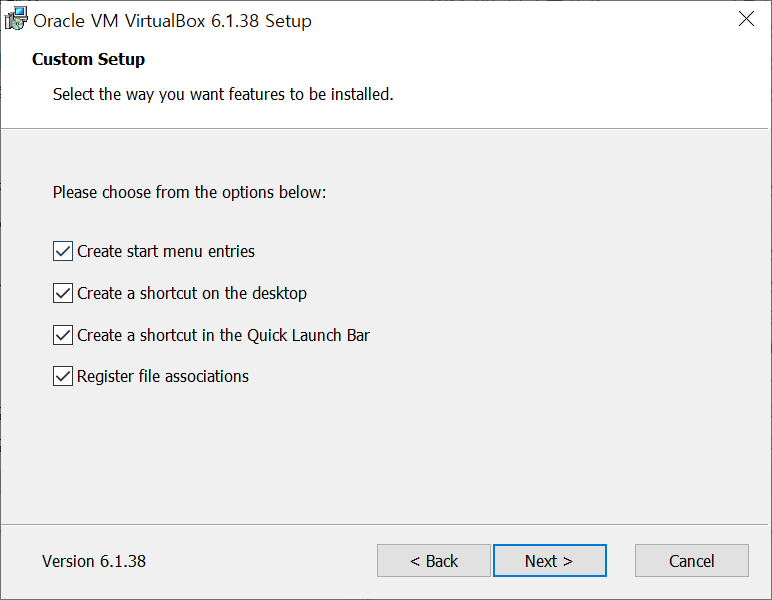 Oracle VM VirtualBox 6.1.38 Setup
Custom Setup
Select the way you want features to be installed.
Please choose from the options below:
Create start menu entries
Create a shortcut on the desktop
Create a shortcut in the Quick Launch Bar
Register file associations
Version 6.1.38
< Back
Next >
Cancel